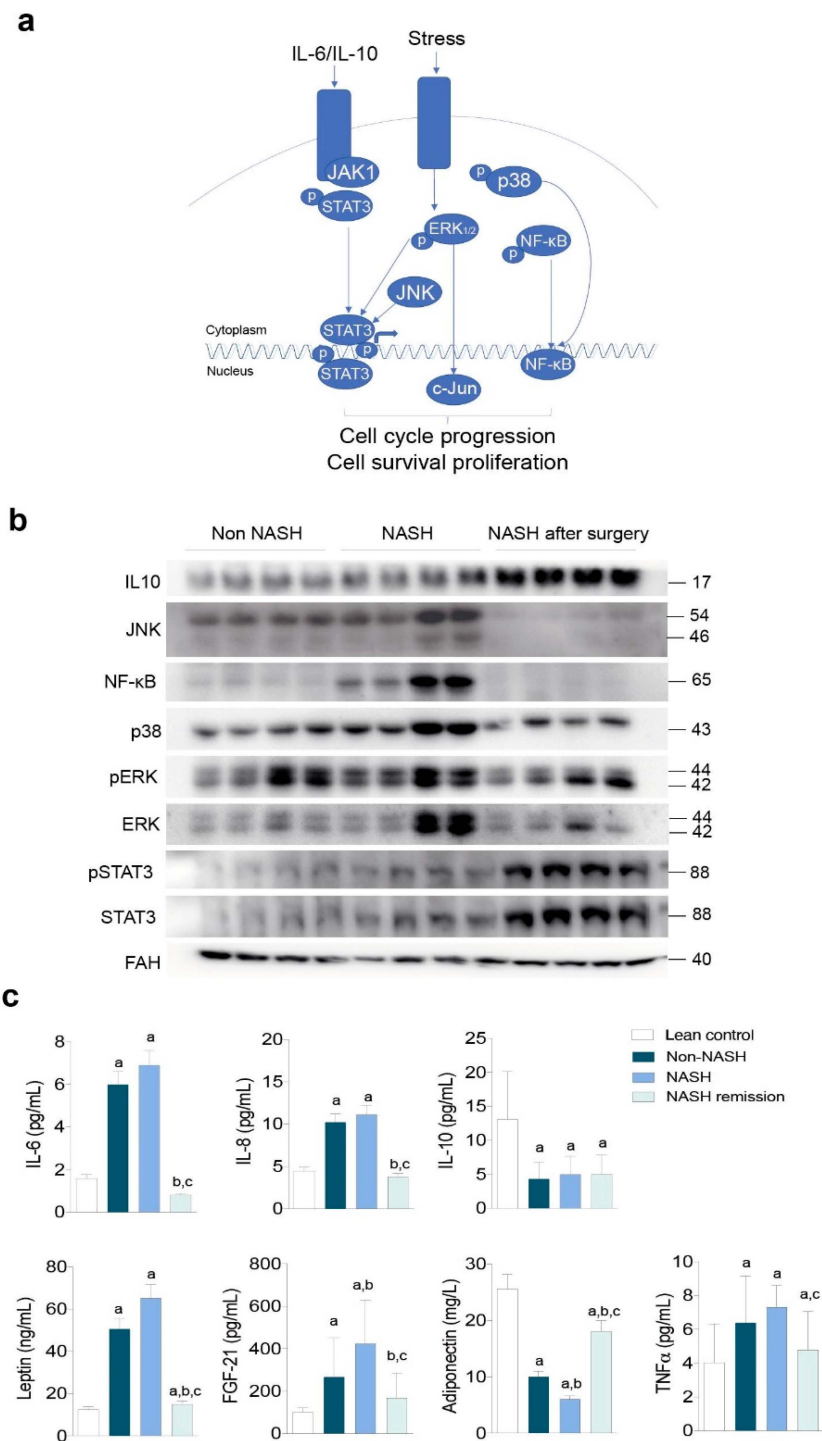 a
Stress
IL-6/IL-10
JAK1
p
STAT3
p
p38
ERK1/2
p
NF-κB
p
JNK
STAT3
Cytoplasm
p
p
Nucleus
STAT3
c-Jun
NF-κB
Cell cycle progression
Cell survival proliferation
b
Non NASH NASH NASH after surgery
IL10 17
JNK 54
46
NF-κB 65
p38 43
pERK 44
42
ERK 44
42
pSTAT3 88
STAT3 88
FAH 40
c
IL-6 (pg/mL)
8
6
4
2
0
a
a
b,c
IL-8 (pg/mL)
20
15
10
5
0
a
a
b,c
IL-10 (pg/mL)
25
20
15
10
5
0
a
a
a
Lean control
Non-NASH
NASH
NASH remission
Leptin (ng/mL)
80
60
40
20
0
a
a
a,b,c
FGF-21 (pg/mL)
800
600
400
200
0
a
a,b
b,c
Adiponectin (mg/L)
30
20
10
0
a
a,b
a,b,c
TNFα (pg/mL)
10
8
6
4
2
0
a
a
a,c